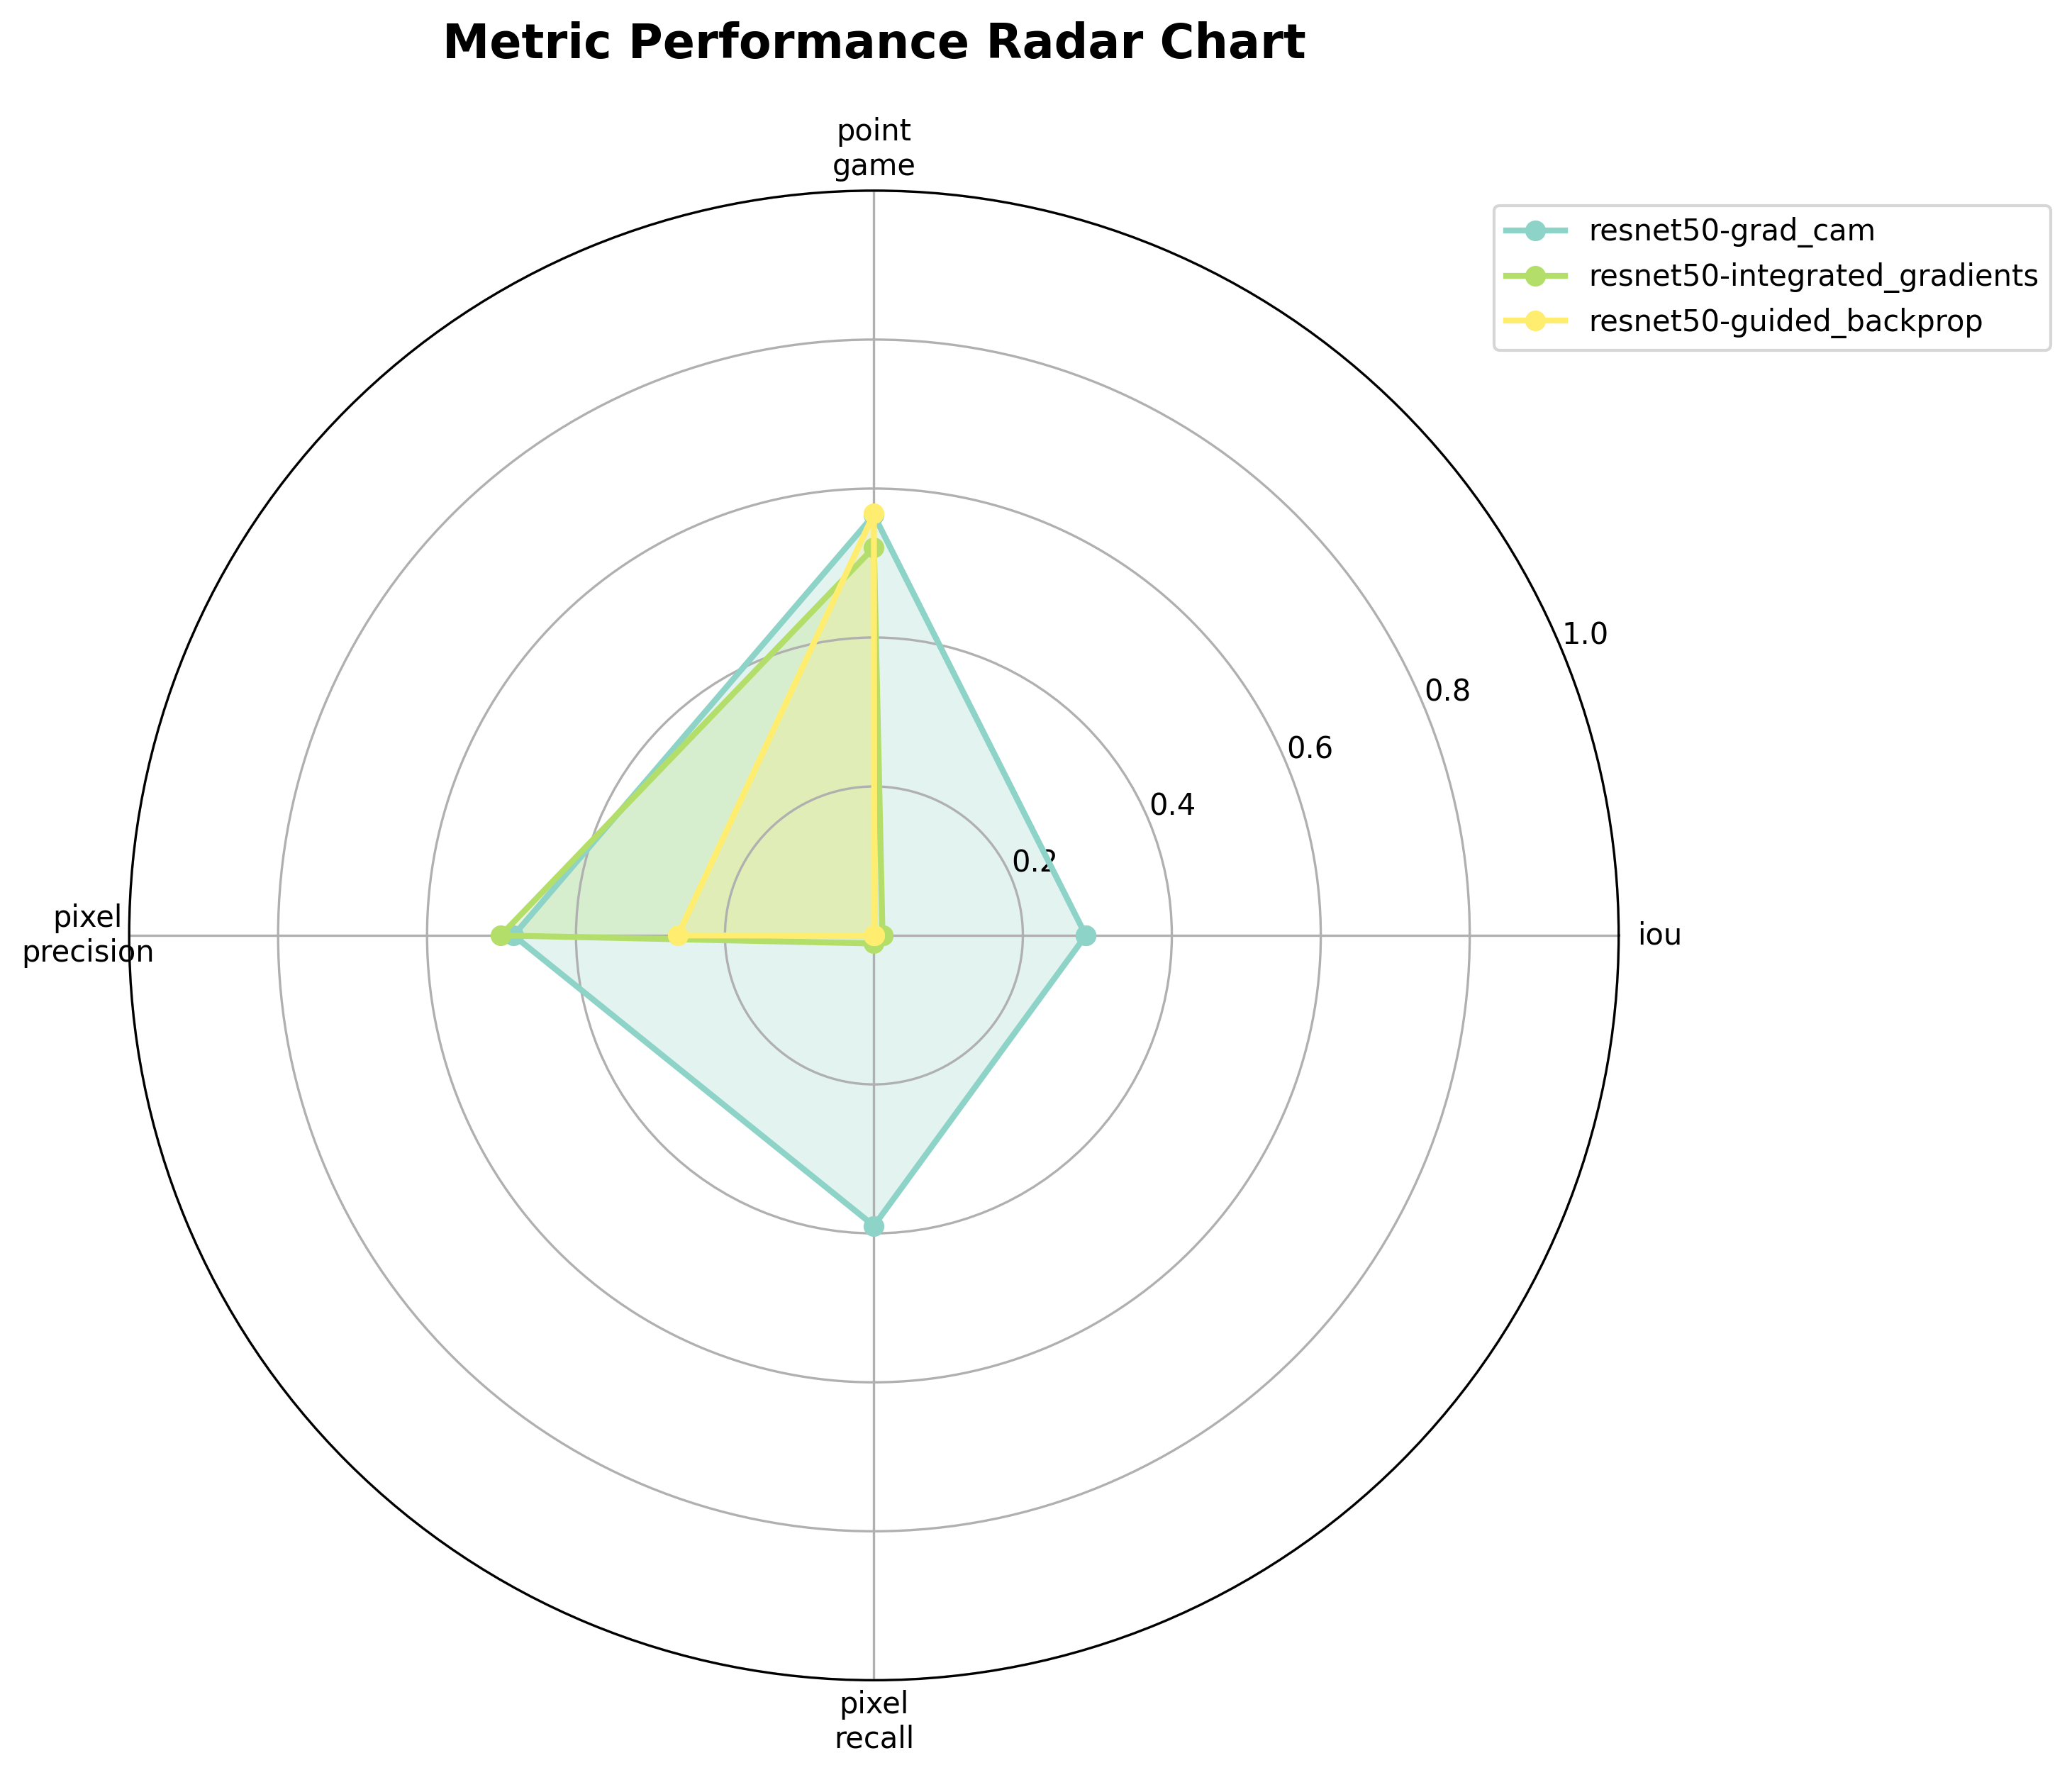 Metric Performance Radar Chart
point
game
resnet50-grad_cam
resnet50-integrated_gradients
resnet50-guided_backprop
1.0
0.8
0.6
0.4
0.2
pixel
precision
iou
pixel
recall